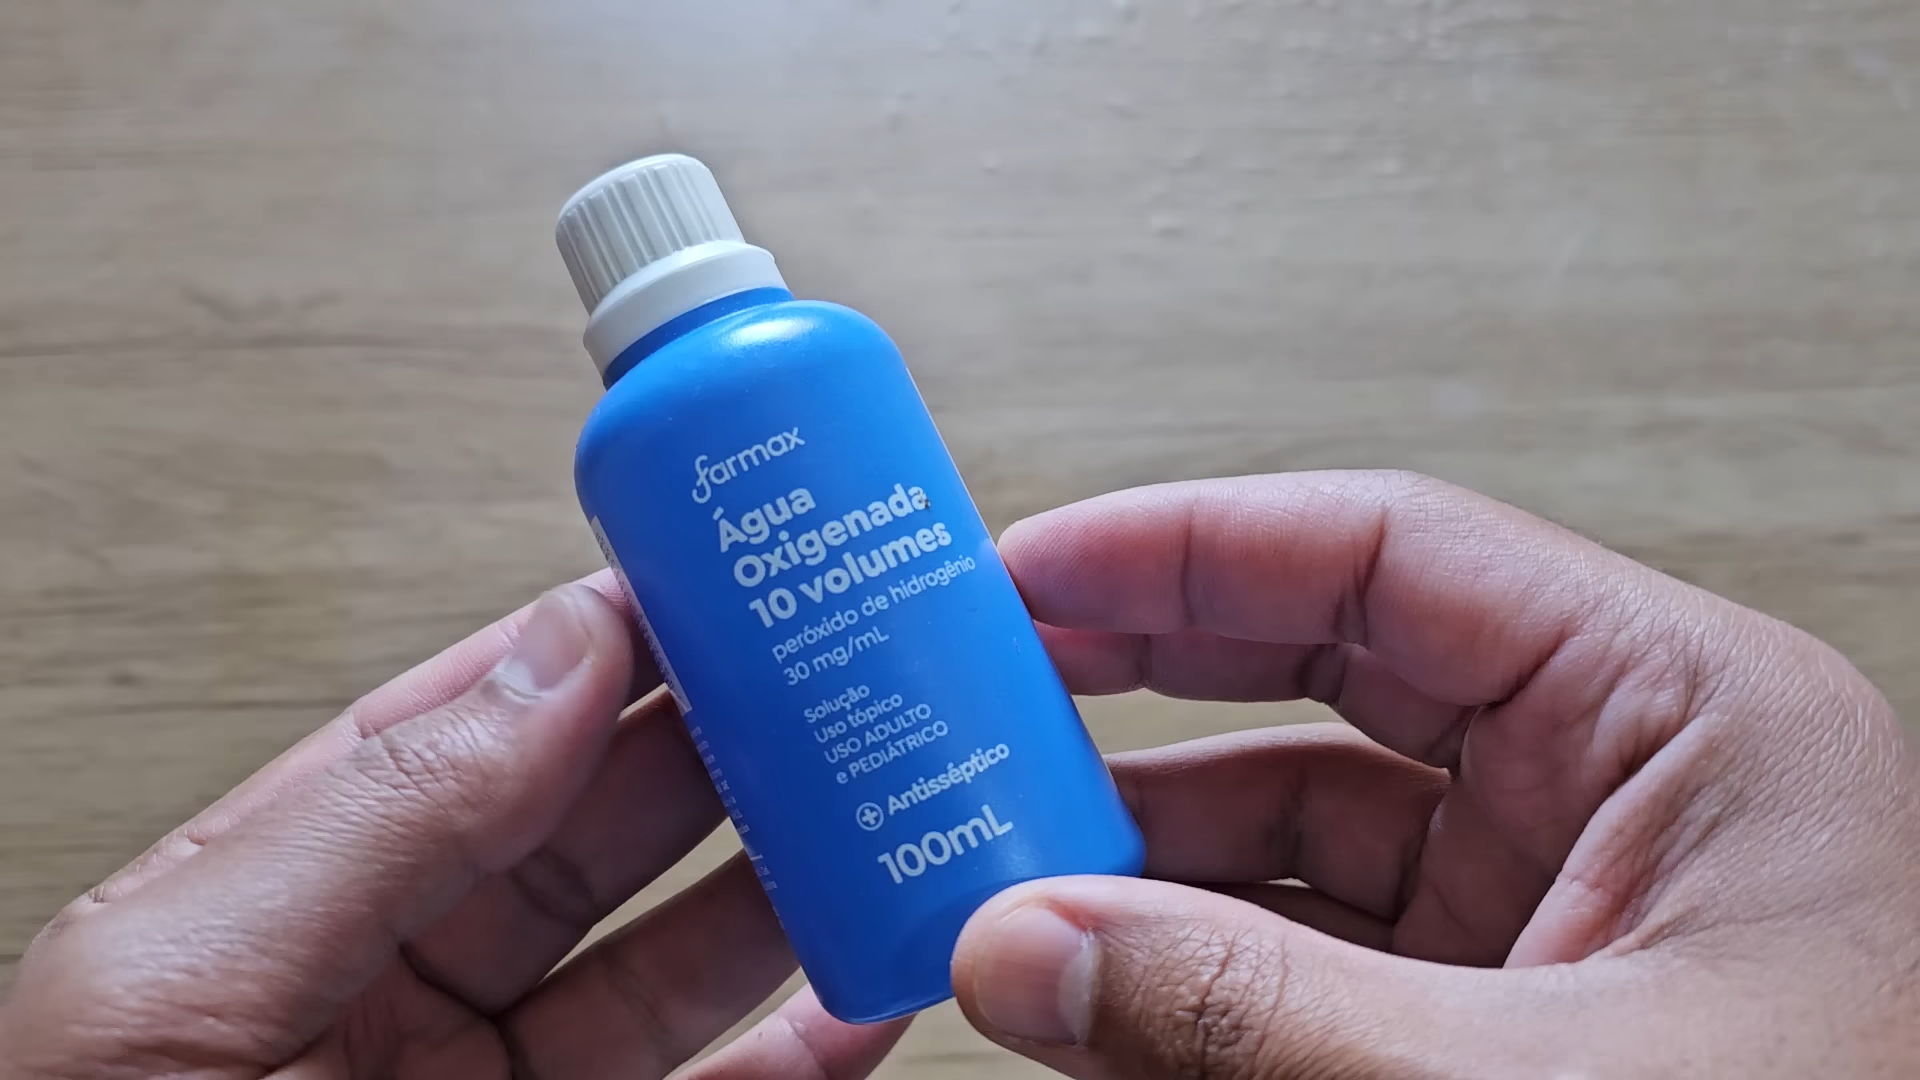 farmax
Água
Oxigenada
10 volumes
peróxido de hidrogênio
30 mg/mL
Solução
Uso tópico
USO ADULTO
e PEDIÁTRICO
Antisséptico
100mL